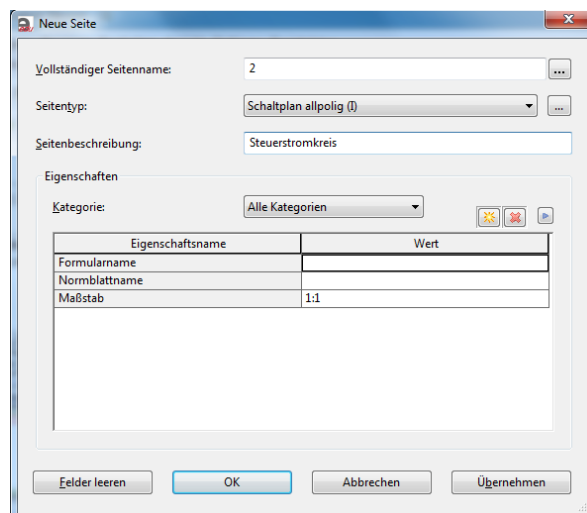 Neue Seite
Vollständiger Seitenname: 2 ...
Seitentyp: Schaltplan allpolig (I) ...
Seitenbeschreibung: Steuerstromkreis
Eigenschaften
Kategorie: Alle Kategorien
Eigenschaftsname Wert
Formularname
Normblattname
Maßstab 1:1
Felder leeren OK Abbrechen Übernehmen